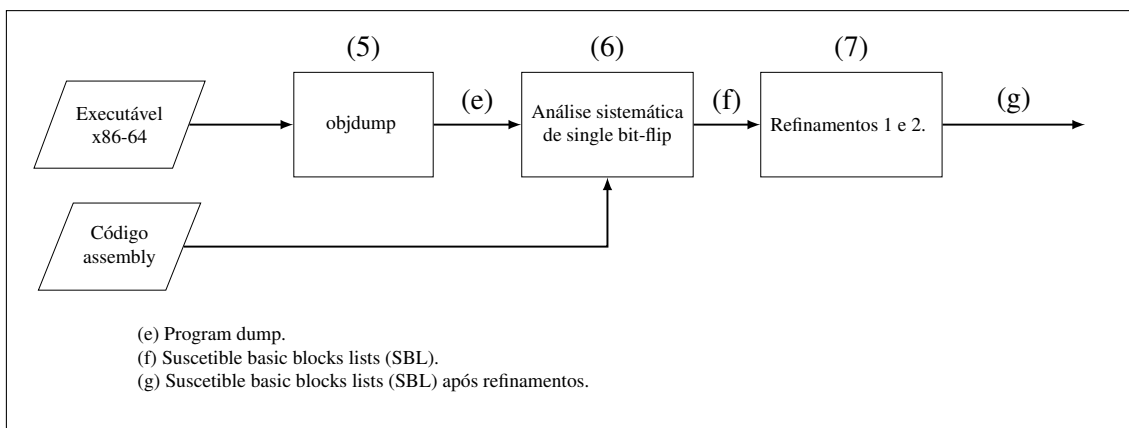 (5)
(6)
(7)
Executável
x86-64
objdump
(e)
Análise sistemática
de single bit-flip
(f)
Refinamentos 1 e 2.
(g)
Código
assembly
(e) Program dump.
(f) Suscetible basic blocks lists (SBL).
(g) Suscetible basic blocks lists (SBL) após refinamentos.